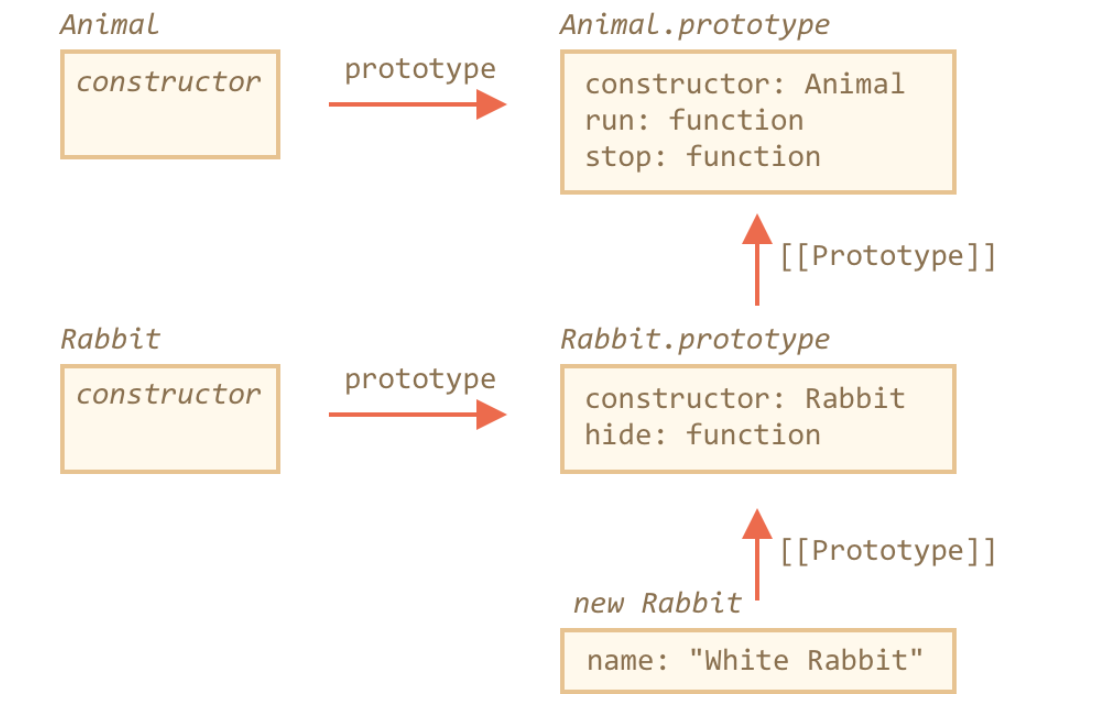 Animal
constructor
prototype
Animal.prototype
constructor: Animal
run: function
stop: function
[[Prototype]]
Rabbit
constructor
prototype
Rabbit.prototype
constructor: Rabbit
hide: function
[[Prototype]]
new Rabbit
name: "White Rabbit"